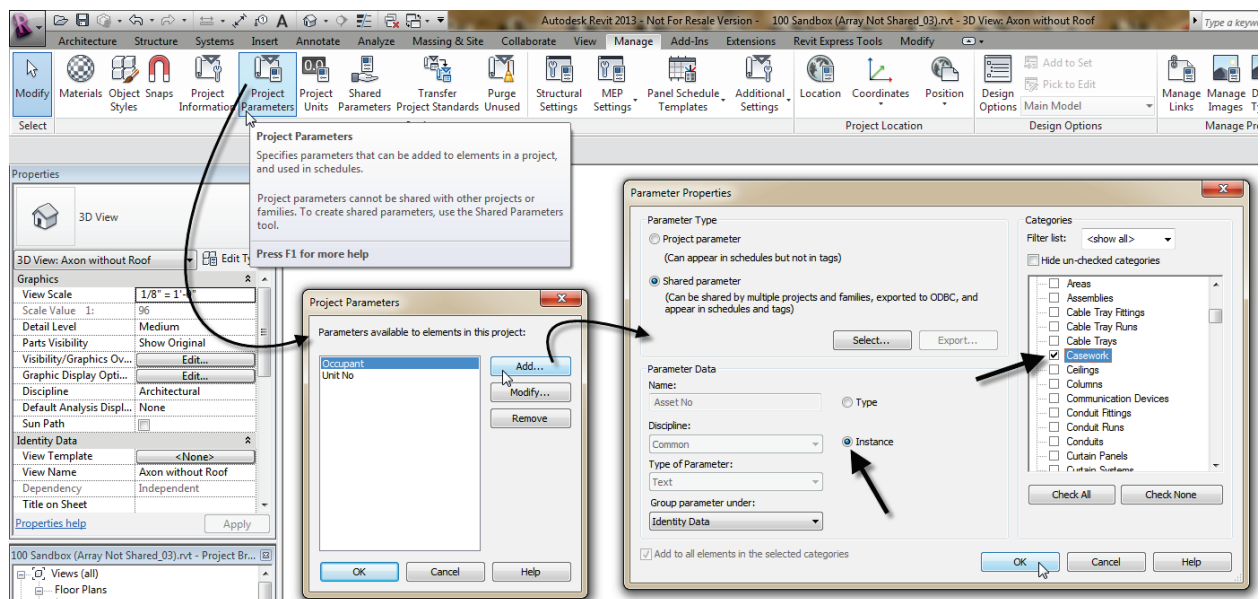 Autodesk Revit 2013 - Not For Resale Version - 100 Sandbox (Array Not Shared_03).rvt - 3D View: Axon without Roof
Type a keyw
Architecture Structure Systems Insert Annotate Analyze Massing & Site Collaborate View Manage Add-Ins Extensions Revit Express Tools Modify
Modify Materials Object Snaps Project Project Project Shared Transfer Purge Structural MEP Panel Schedule Additional Location Coordinates Position Design Add to Set Manage Manage D
Styles Information Parameters Units Parameters Project Standards Unused Settings Settings Templates Settings Options Pick to Edit Links Images T
Main Model
Select
Project Location
Design Options
Manage Pro
Project Parameters
Specifies parameters that can be added to elements in a project,
and used in schedules.
Project parameters cannot be shared with other projects or
families. To create shared parameters, use the Shared Parameters
tool.
Press F1 for more help
Properties
3D View
3D View: Axon without Roof
Edit Ty
Graphics
View Scale 1/8" = 1'-0"
Scale Value 1: 96
Detail Level Medium
Parts Visibility Show Original
Visibility/Graphics Ov... Edit...
Graphic Display Opti... Edit...
Discipline Architectural
Default Analysis Displ... None
Sun Path
Identity Data
View Template <None>
View Name Axon without Roof
Dependency Independent
Title on Sheet
Properties help
Apply
100 Sandbox (Array Not Shared_03).rvt - Project Br...
Views (all)
Floor Plans
Project Parameters
Parameters available to elements in this project:
Occupant
Unit No
Add...
Modify...
Remove
OK
Cancel
Help
Parameter Properties
Parameter Type
Project parameter
(Can appear in schedules but not in tags)
Shared parameter
(Can be shared by multiple projects and families, exported to ODBC, and
appear in schedules and tags)
Select...
Export...
Parameter Data
Name:
Asset No
Type
Discipline:
Common
Instance
Type of Parameter:
Text
Group parameter under:
Identity Data
Add to all elements in the selected categories
Categories
Filter list: <show all>
Hide un-checked categories
Areas
Assemblies
Cable Tray Fittings
Cable Tray Runs
Cable Trays
Casework
Ceilings
Columns
Communication Devices
Conduit Fittings
Conduit Runs
Conduits
Curtain Panels
Curtain Systems
Check All
Check None
OK
Cancel
Help